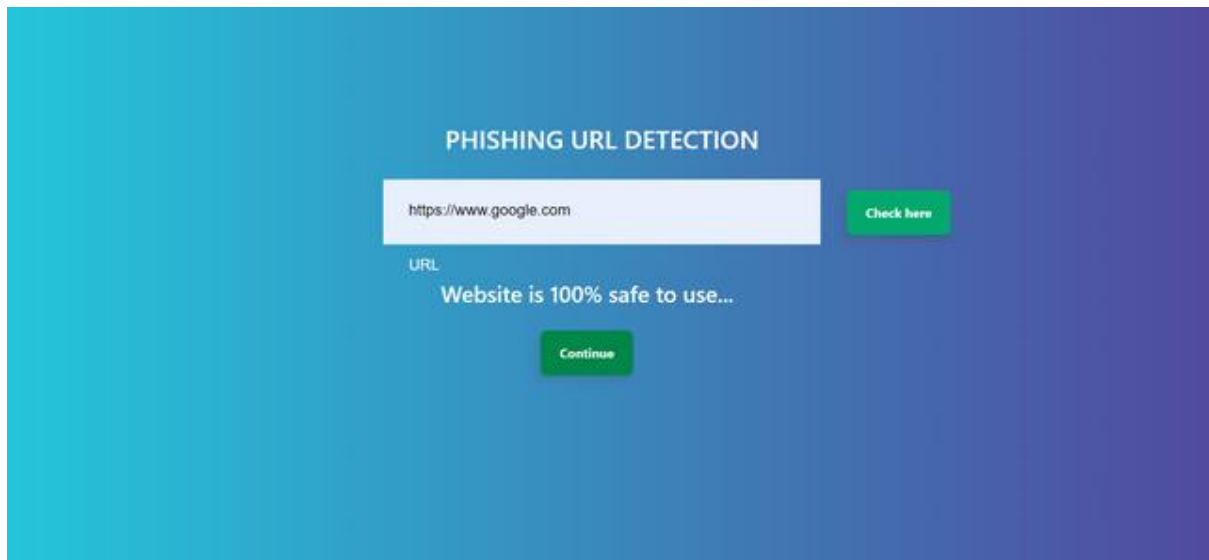 PHISHING URL DETECTION
https://www.google.com
Check here
URL
Website is 100% safe to use...
Continue